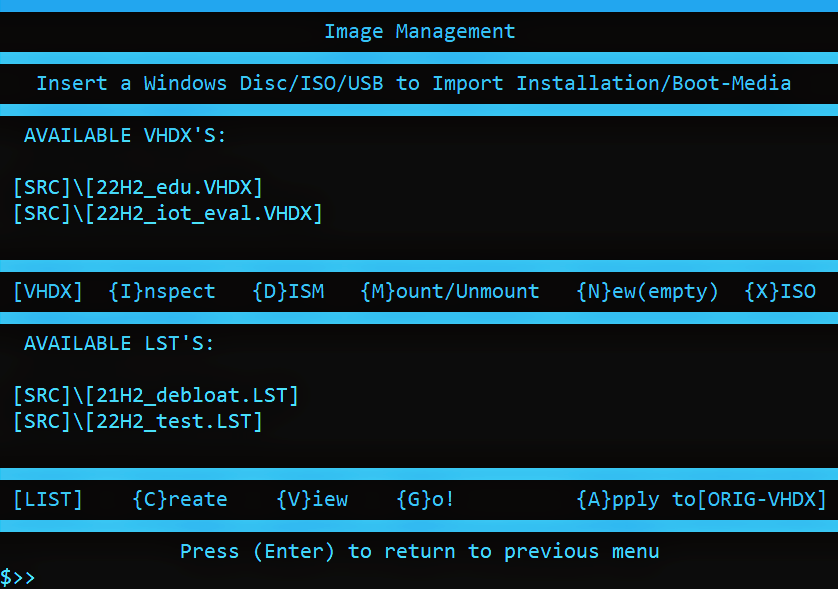 Image Management
Insert a Windows Disc/ISO/USB to Import Installation/Boot-Media
AVAILABLE VHDX'S:
[SRC]\[22H2_edu.VHDX]
[SRC]\[22H2_iot_eval.VHDX]
[VHDX] {I}nspect {D}ISM {M}ount/Unmount {N}ew(empty) {X}ISO
AVAILABLE LST'S:
[SRC]\[21H2_debloat.LST]
[SRC]\[22H2_test.LST]
[LIST] {C}reate {V}iew {G}o! {A}pply to[ORIG-VHDX]
Press (Enter) to return to previous menu
$>>